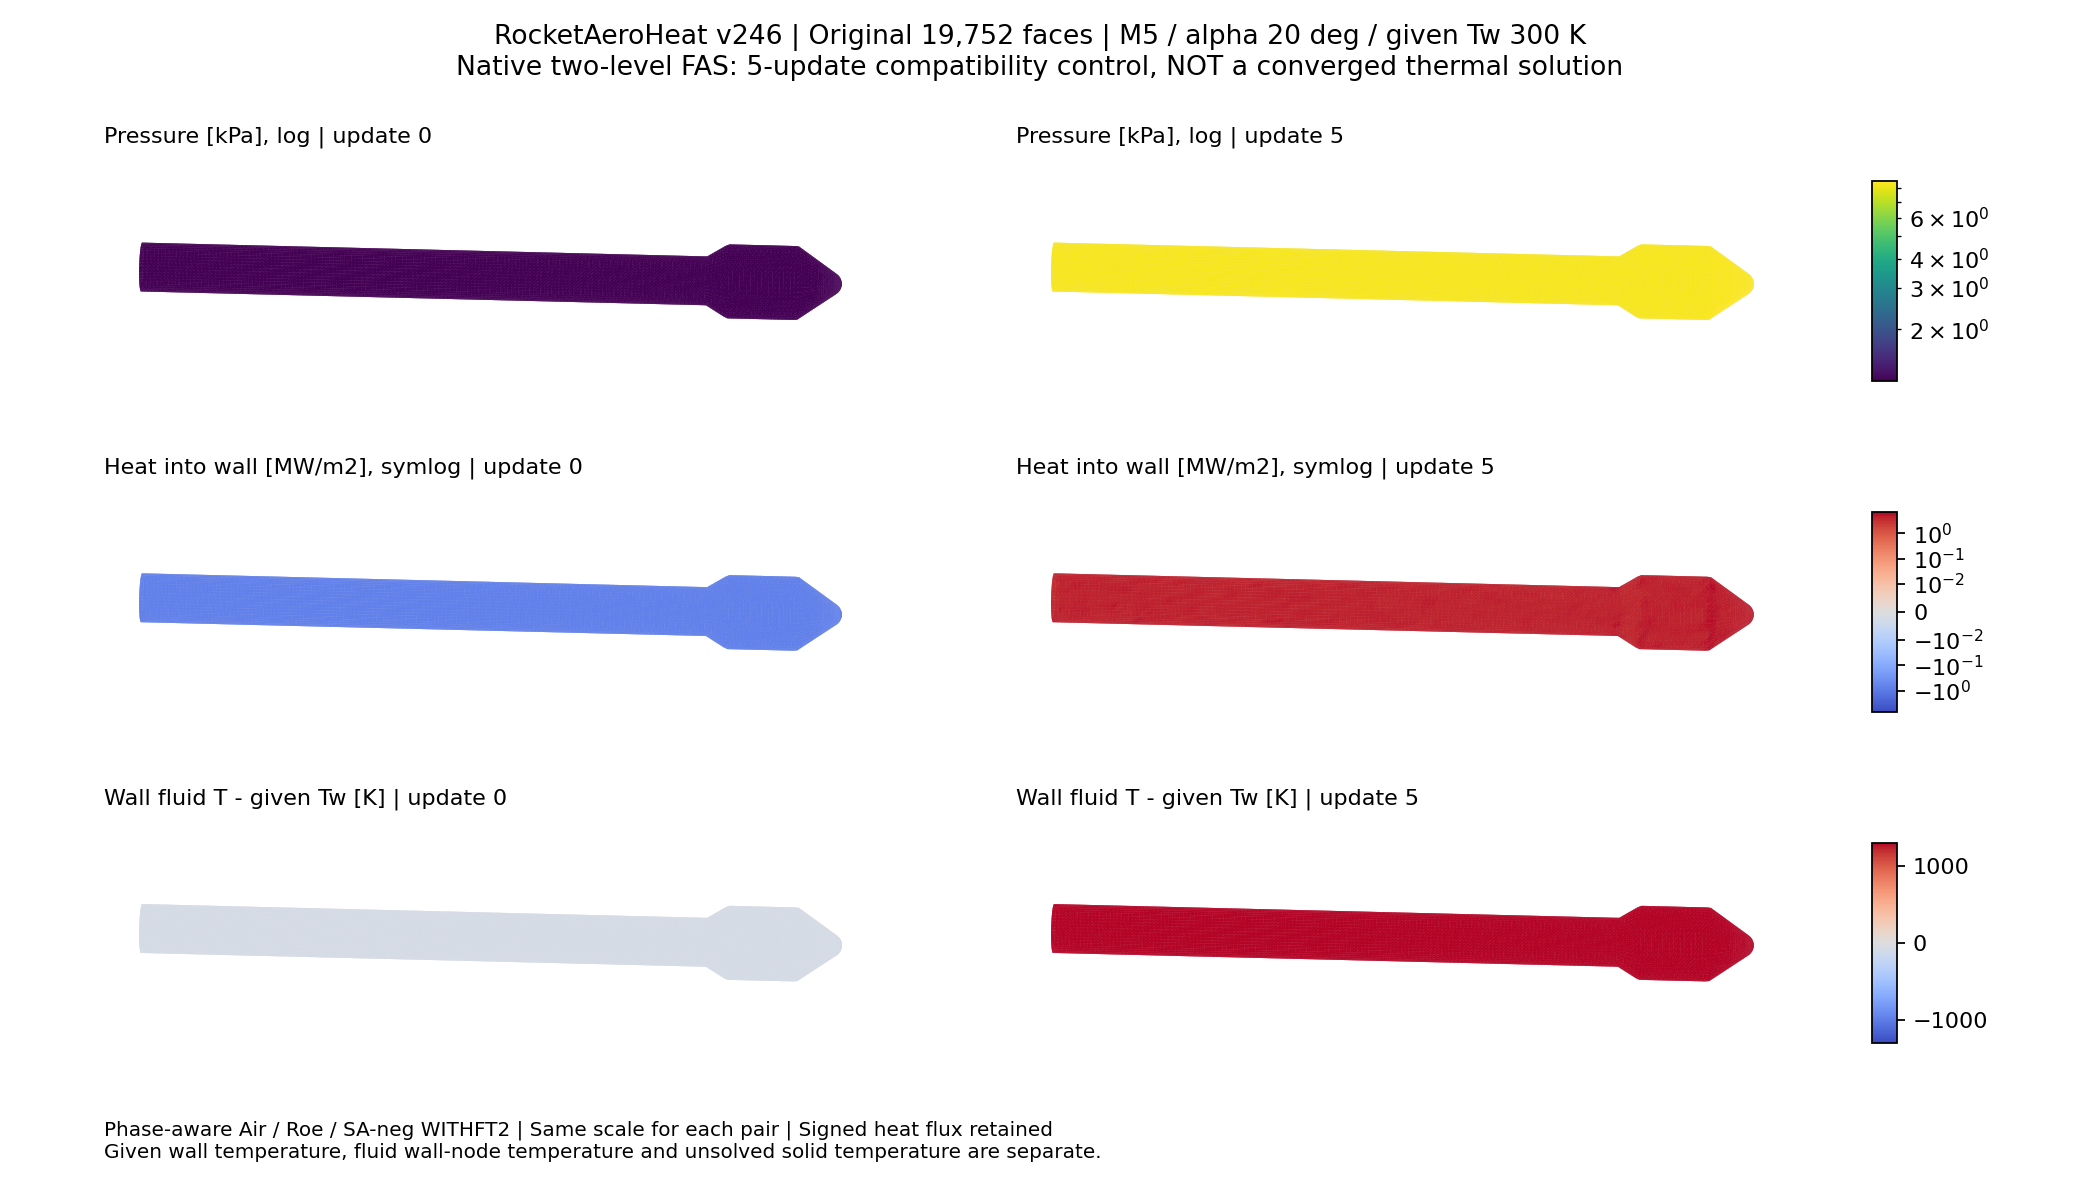 RocketAeroHeat v246 | Original 19,752 faces | M5 / alpha 20 deg / given Tw 300 K
Native two-level FAS: 5-update compatibility control, NOT a converged thermal solution
Pressure [kPa], log | update 0
Pressure [kPa], log | update 5
6 × 10⁰
4 × 10⁰
3 × 10⁰
2 × 10⁰
Heat into wall [MW/m2], symlog | update 0
Heat into wall [MW/m2], symlog | update 5
10⁰
10⁻¹
10⁻²
0
−10⁻²
−10⁻¹
−10⁰
Wall fluid T - given Tw [K] | update 0
Wall fluid T - given Tw [K] | update 5
1000
0
−1000
Phase-aware Air / Roe / SA-neg WITHFT2 | Same scale for each pair | Signed heat flux retained
Given wall temperature, fluid wall-node temperature and unsolved solid temperature are separate.